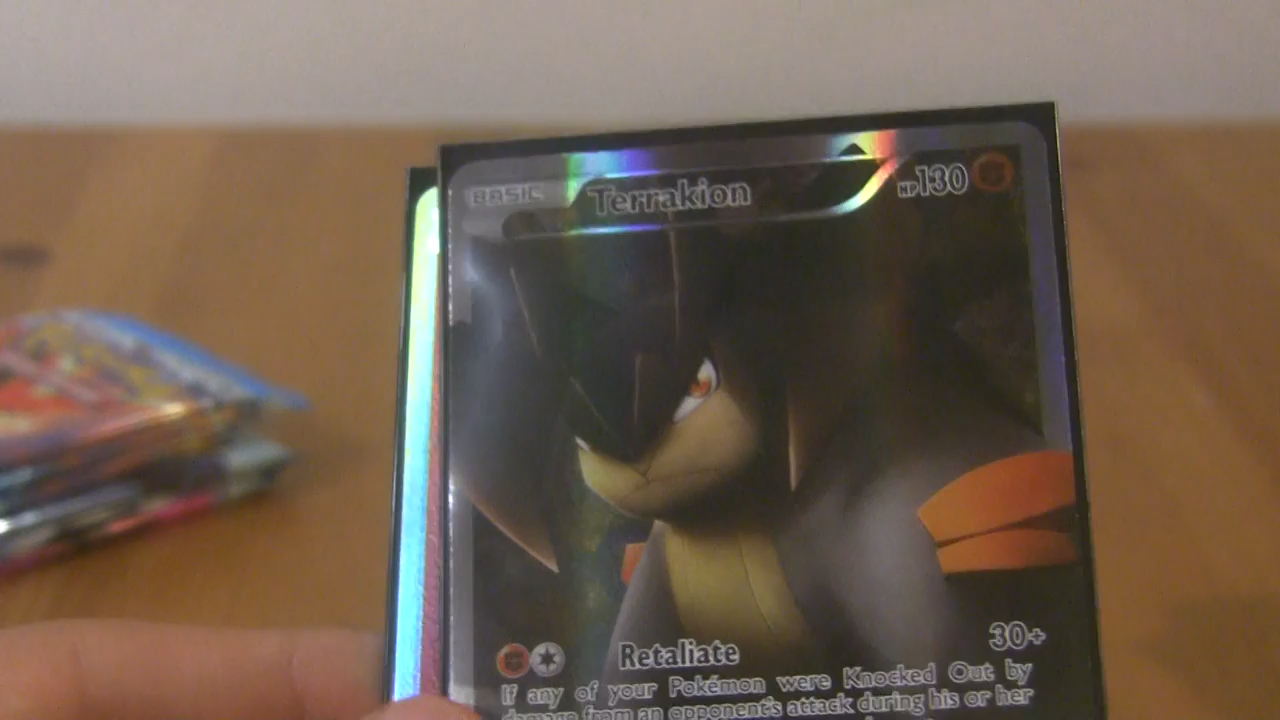 BASIC Terrakion HP130
Retaliate 30+
If any of your Pokémon were Knocked Out by
damage from an opponent's attack during his or her